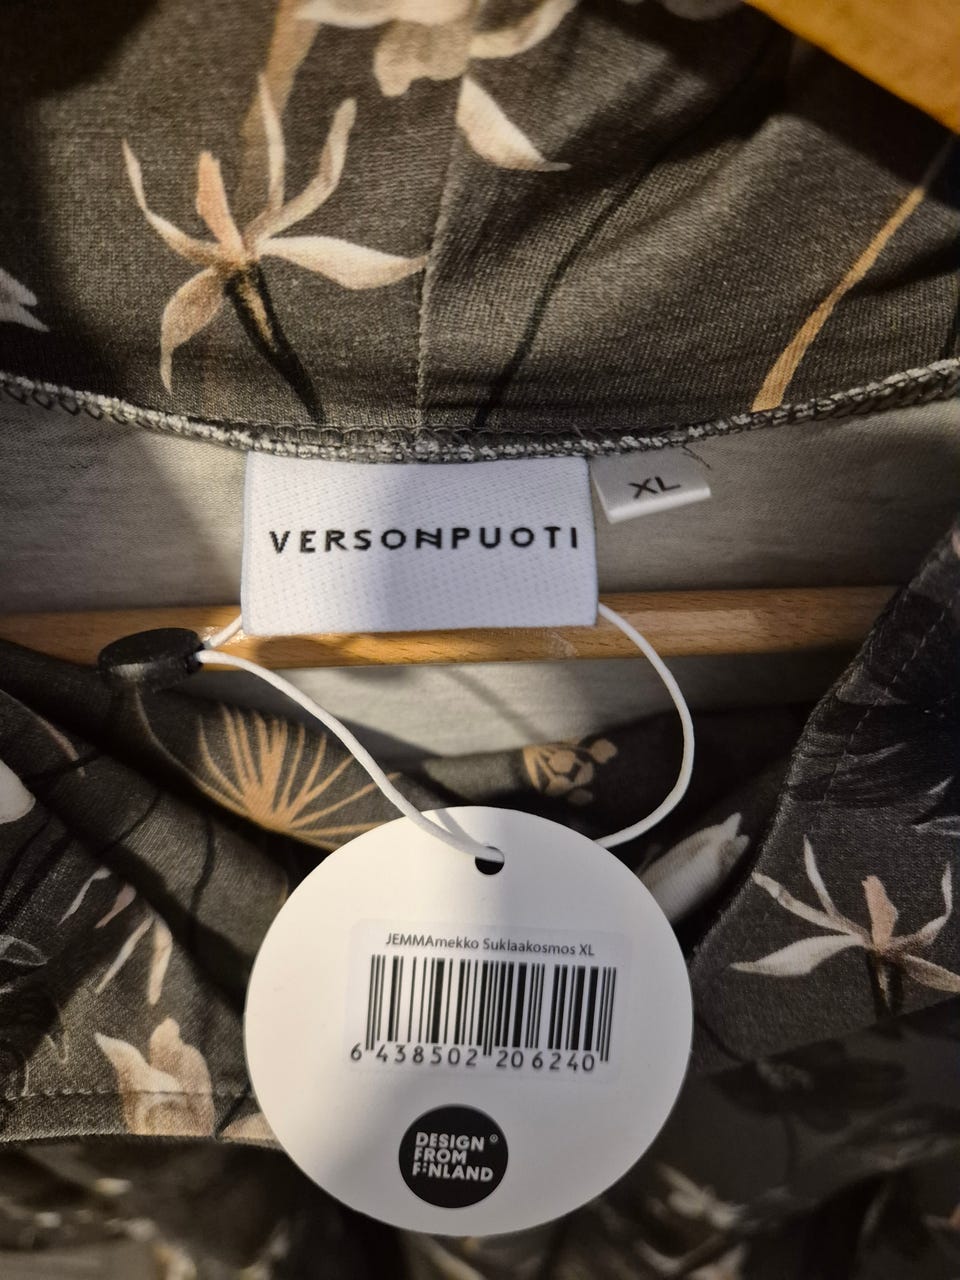 VERSONPUOTI
XL
JEMMAmekko Suklaakosmos XL
6 438502 206240
DESIGN ®
FROM
FINLAND